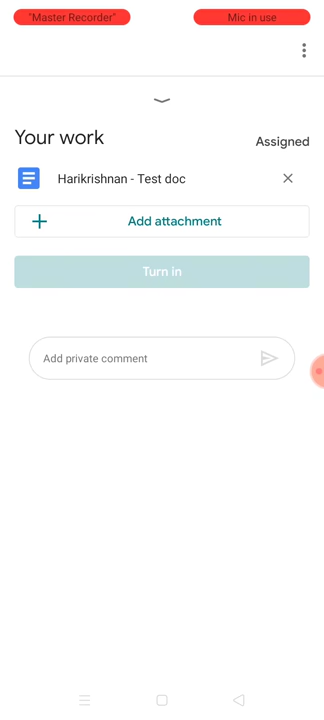 "Master Recorder"
Mic in use
Your work
Assigned
Harikrishnan - Test doc
Add attachment
Turn in
Add private comment